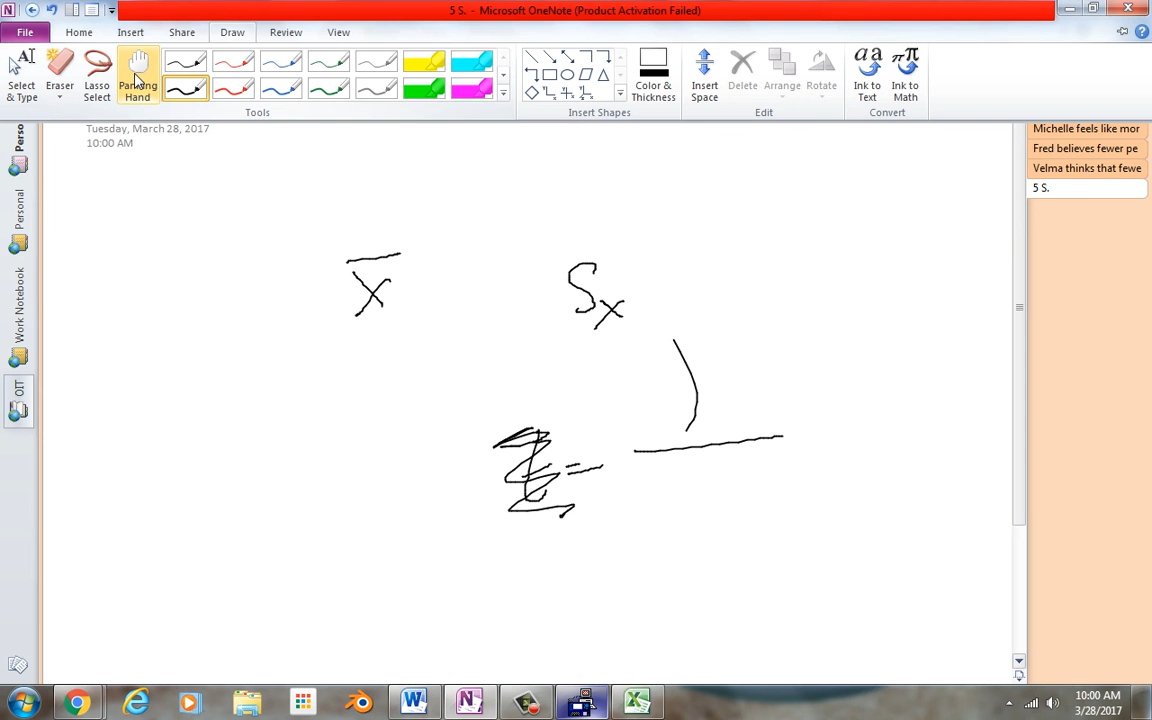 5 S. - Microsoft OneNote (Product Activation Failed)
File Home Insert Share Draw Review View
Select & Type
Eraser
Lasso Select
Panning Hand
Color & Thickness
Insert Space
Delete
Arrange
Rotate
Ink to Text
Ink to Math
Tools
Insert Shapes
Edit
Convert
Tuesday, March 28, 2017
10:00 AM
Perso
Personal
Work Notebook
OIT
Michelle feels like mor
Fred believes fewer pe
Velma thinks that fewe
5 S.
x̄ Sx
=
10:00 AM
3/28/2017